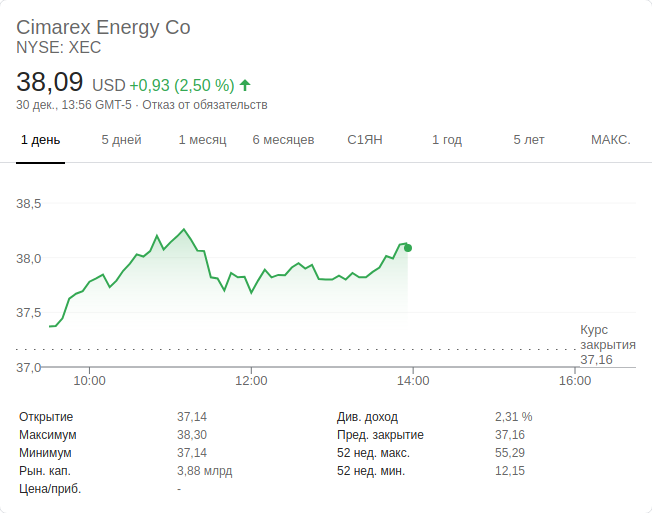 Cimarex Energy Co
NYSE: XEC
38,09 USD +0,93 (2,50 %)
30 дек., 13:56 GMT-5 · Отказ от обязательств
1 день 5 дней 1 месяц 6 месяцев С1ЯН 1 год 5 лет МАКС.
38,5
38,0
37,5
37,0
Курс
закрытия
37,16
10:00 12:00 14:00 16:00
Открытие 37,14 Див. доход 2,31 %
Максимум 38,30 Пред. закрытие 37,16
Минимум 37,14 52 нед. макс. 55,29
Рын. кап. 3,88 млрд 52 нед. мин. 12,15
Цена/приб. -